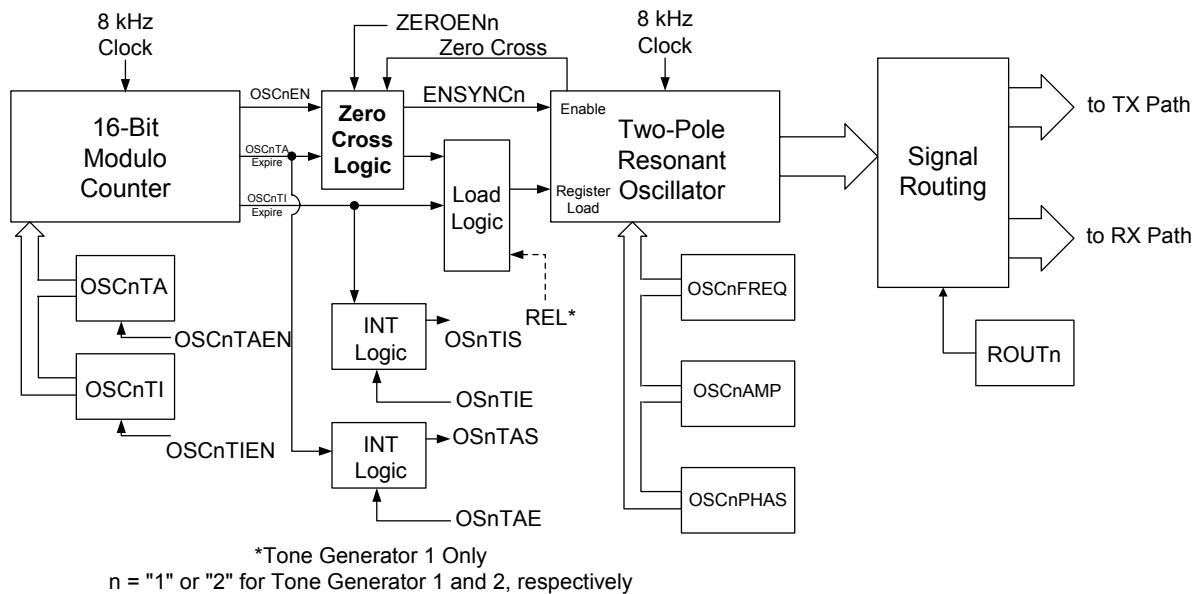 8 kHz
Clock
ZEROENn
Zero Cross
8 kHz
Clock
16-Bit
Modulo
Counter
OSCnEN
OSCnTA
Expire
OSCnTI
Expire
Zero
Cross
Logic
ENSYNCn
Load
Logic
Enable
Two-Pole
Resonant
Oscillator
Register
Load
Signal
Routing
to TX Path
to RX Path
OSCnTA
OSCnTAEN
OSCnTI
OSCnTIEN
INT
Logic
OSnTIS
OSnTIE
REL*
INT
Logic
OSnTAS
OSnTAE
OSCnFREQ
OSCnAMP
OSCnPHAS
ROUTn
*Tone Generator 1 Only
n = "1" or "2" for Tone Generator 1 and 2, respectively